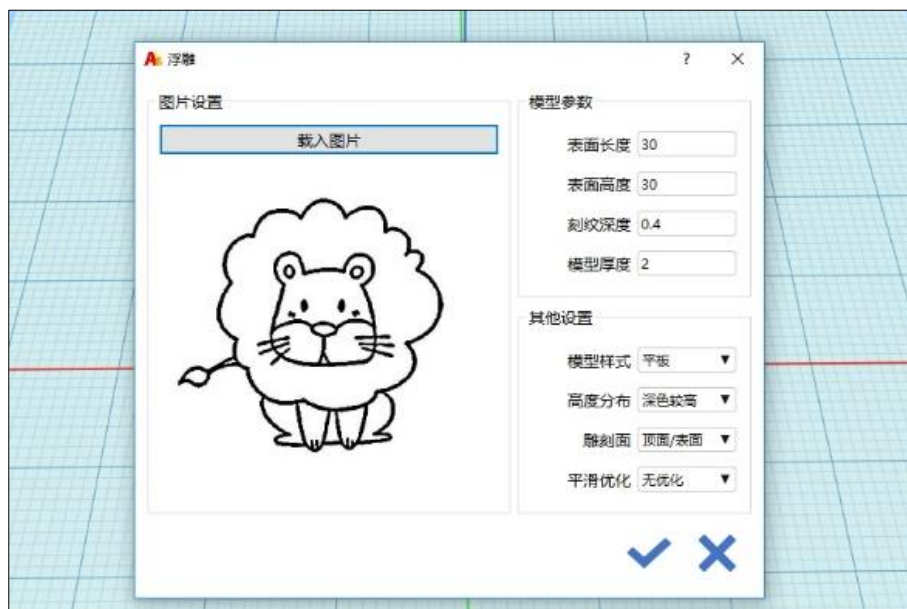 浮雕
?
图片设置
载入图片
模型参数
表面长度 30
表面高度 30
刻纹深度 0.4
模型厚度 2
其他设置
模型样式 平板
高度分布 深色较高
雕刻面 顶面/表面
平滑优化 无优化